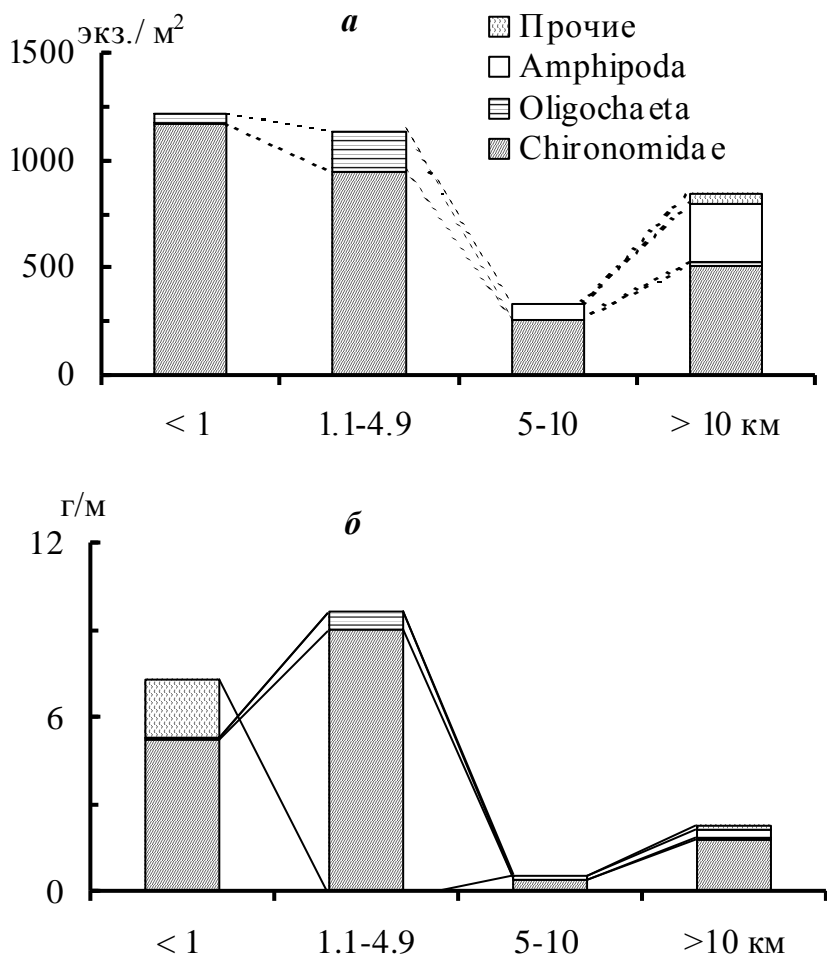 экз./ м²
а
Прочие
Amphipoda
Oligochaeta
Chironomidae
1500
1000
500
0
< 1
1.1-4.9
5-10
> 10 км
г/м
б
12
6
0
< 1
1.1-4.9
5-10
>10 км